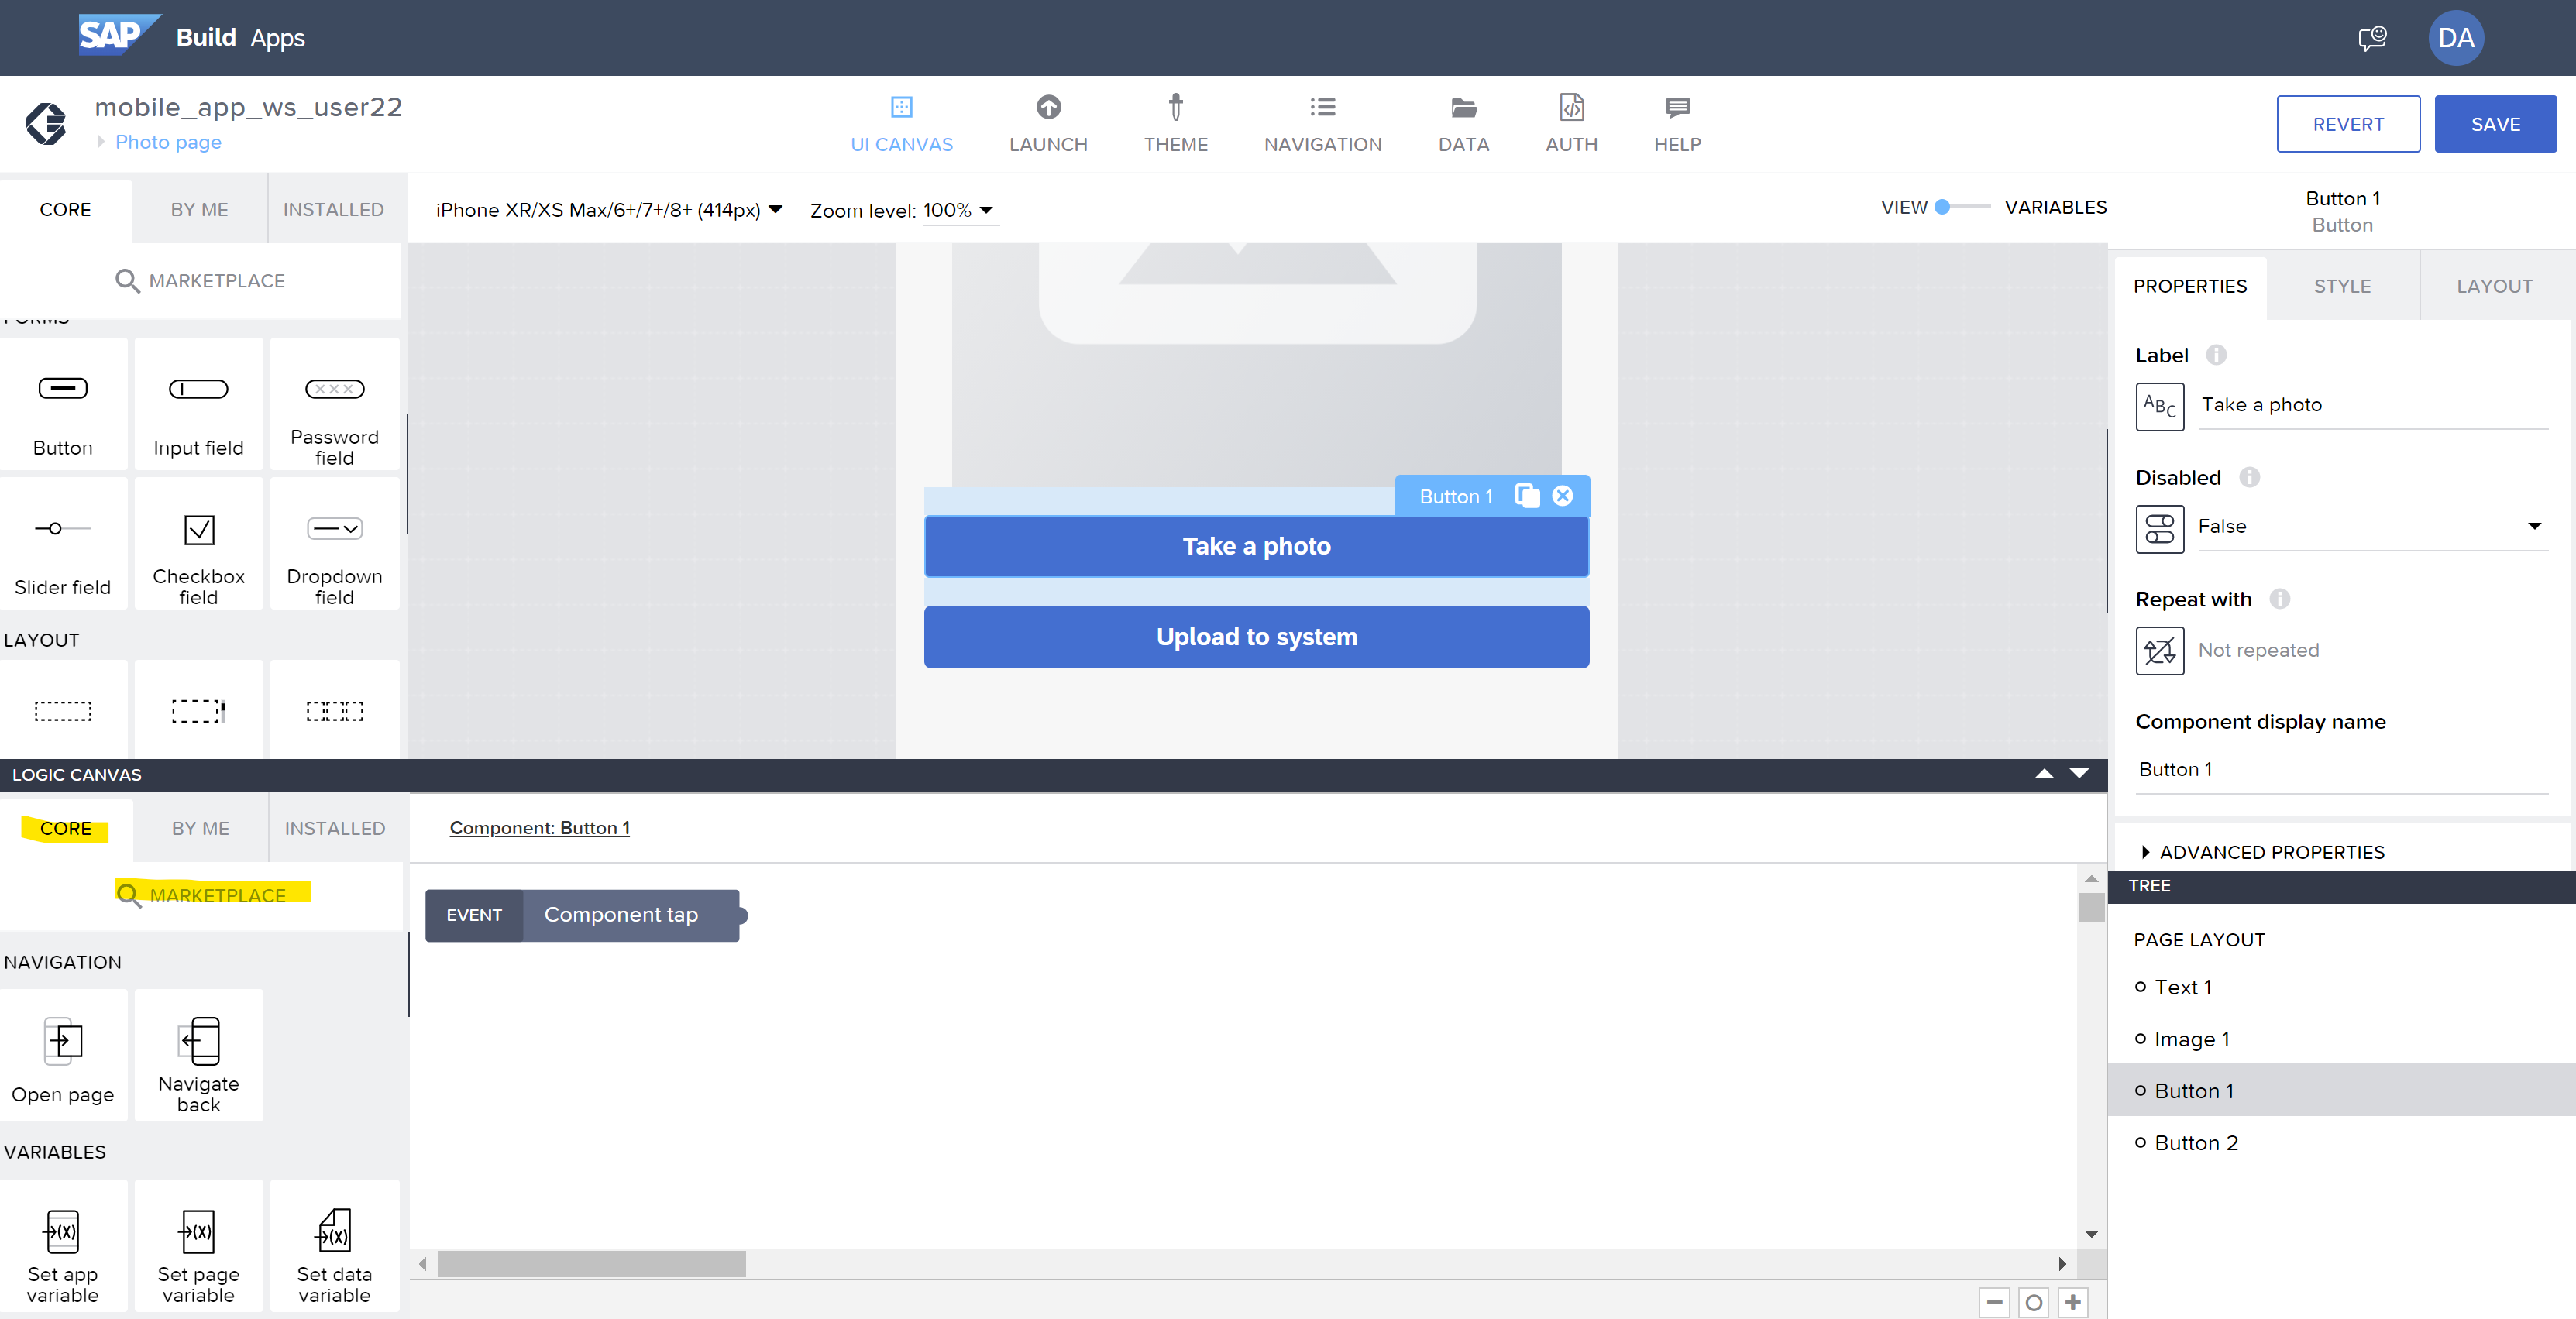 SAP Build Apps
DA
mobile_app_ws_user22
Photo page
UI CANVAS
LAUNCH
THEME
NAVIGATION
DATA
AUTH
HELP
REVERT
SAVE
CORE
BY ME
INSTALLED
MARKETPLACE
FORMS
Button
Input field
Password
field
Slider field
Checkbox
field
Dropdown
field
LAYOUT
iPhone XR/XS Max/6+/7+/8+ (414px)
Zoom level: 100%
VIEW
VARIABLES
Button 1
Take a photo
Upload to system
Button 1
Button
PROPERTIES
STYLE
LAYOUT
Label
ABC
Take a photo
Disabled
False
Repeat with
Not repeated
Component display name
Button 1
ADVANCED PROPERTIES
LOGIC CANVAS
CORE
BY ME
INSTALLED
MARKETPLACE
NAVIGATION
Open page
Navigate
back
VARIABLES
Set app
variable
Set page
variable
Set data
variable
Component: Button 1
EVENT
Component tap
TREE
PAGE LAYOUT
Text 1
Image 1
Button 1
Button 2